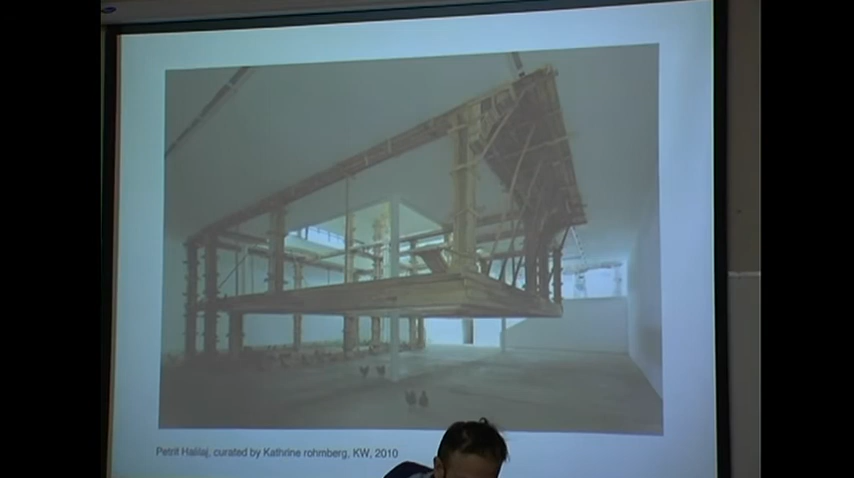 Petrit Halilaj, curated by Kathrine rohmberg, KW, 2010